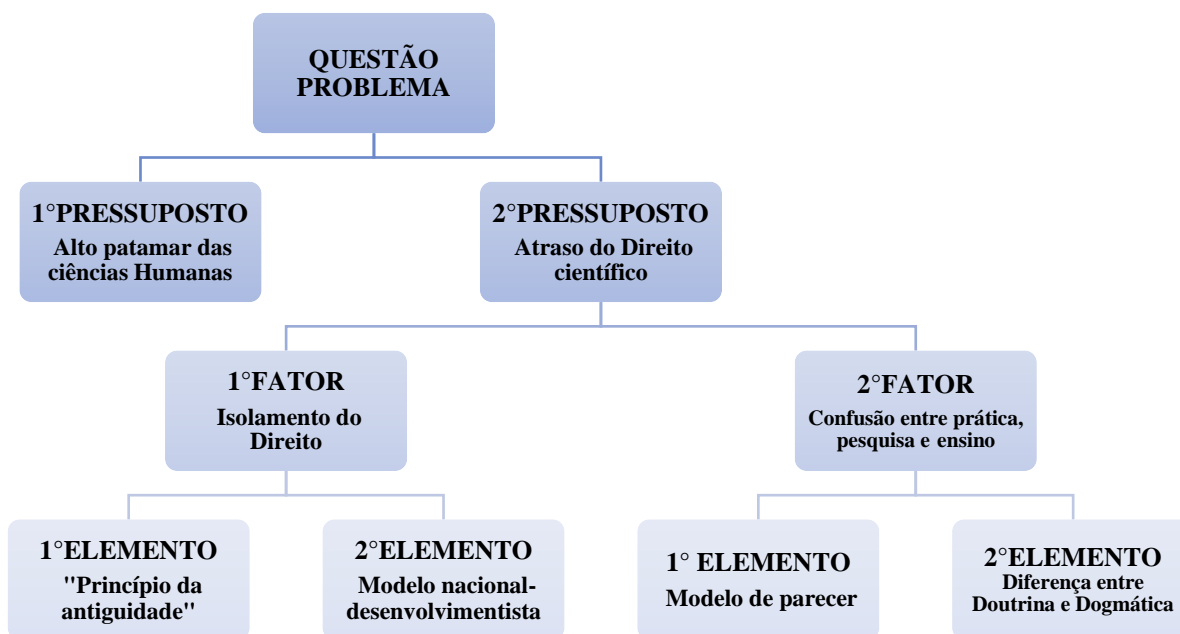 QUESTÃO
PROBLEMA
1°PRESSUPOSTO
Alto patamar das
ciências Humanas
2°PRESSUPOSTO
Atraso do Direito
científico
1°FATOR
Isolamento do
Direito
2°FATOR
Confusão entre prática,
pesquisa e ensino
1°ELEMENTO
"Princípio da
antiguidade"
2°ELEMENTO
Modelo nacional-
desenvolvimentista
1° ELEMENTO
Modelo de parecer
2°ELEMENTO
Diferença entre
Doutrina e Dogmática